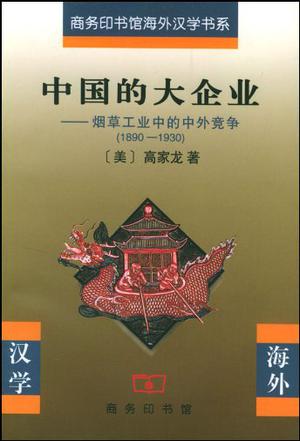 商务印书馆海外汉学书系
中国的大企业
——烟草工业中的中外竞争
(1890—1930)
〔美〕高家龙著
汉学
海外
商务印书馆